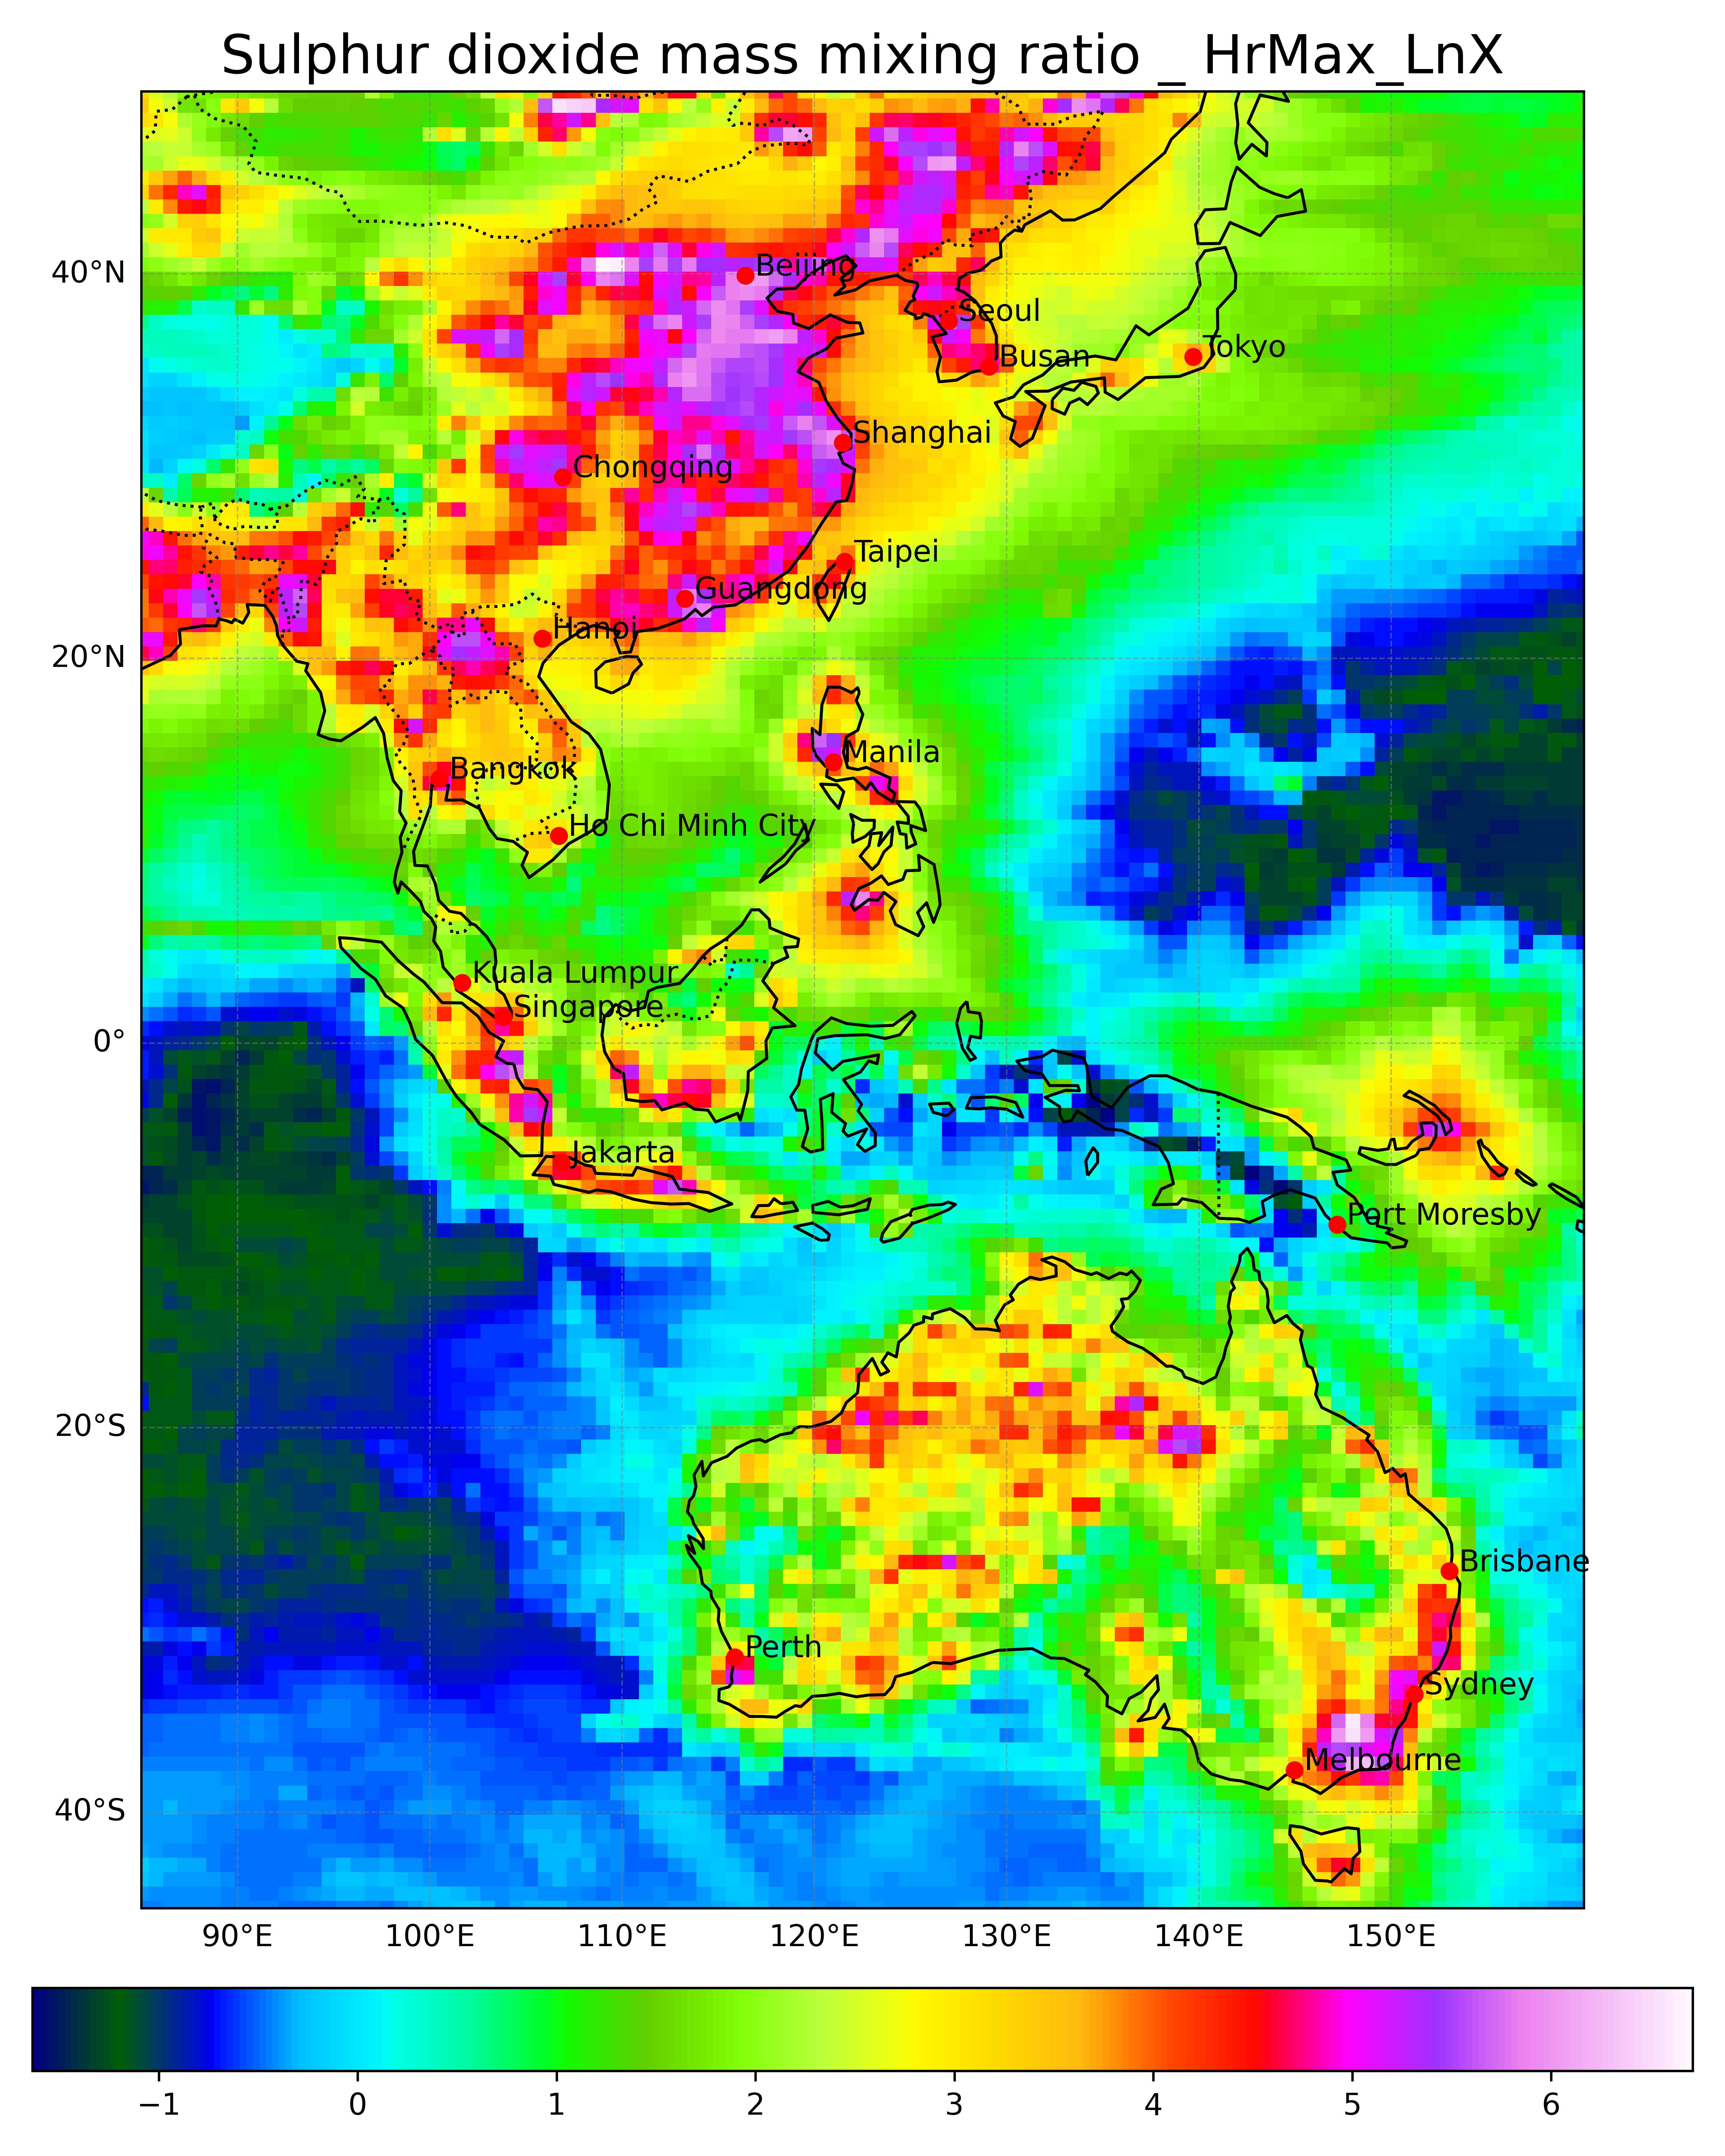 Sulphur dioxide mass mixing ratio _ HrMax_LnX
40°N
20°N
0°
20°S
40°S
Beijing
Seoul
Busan
Tokyo
Shanghai
Chongqing
Taipei
Guangdong
Hanoi
Manila
Bangkok
Ho Chi Minh City
Kuala Lumpur
Singapore
Jakarta
Port Moresby
Brisbane
Perth
Sydney
Melbourne
90°E 100°E 110°E 120°E 130°E 140°E 150°E
−1 0 1 2 3 4 5 6